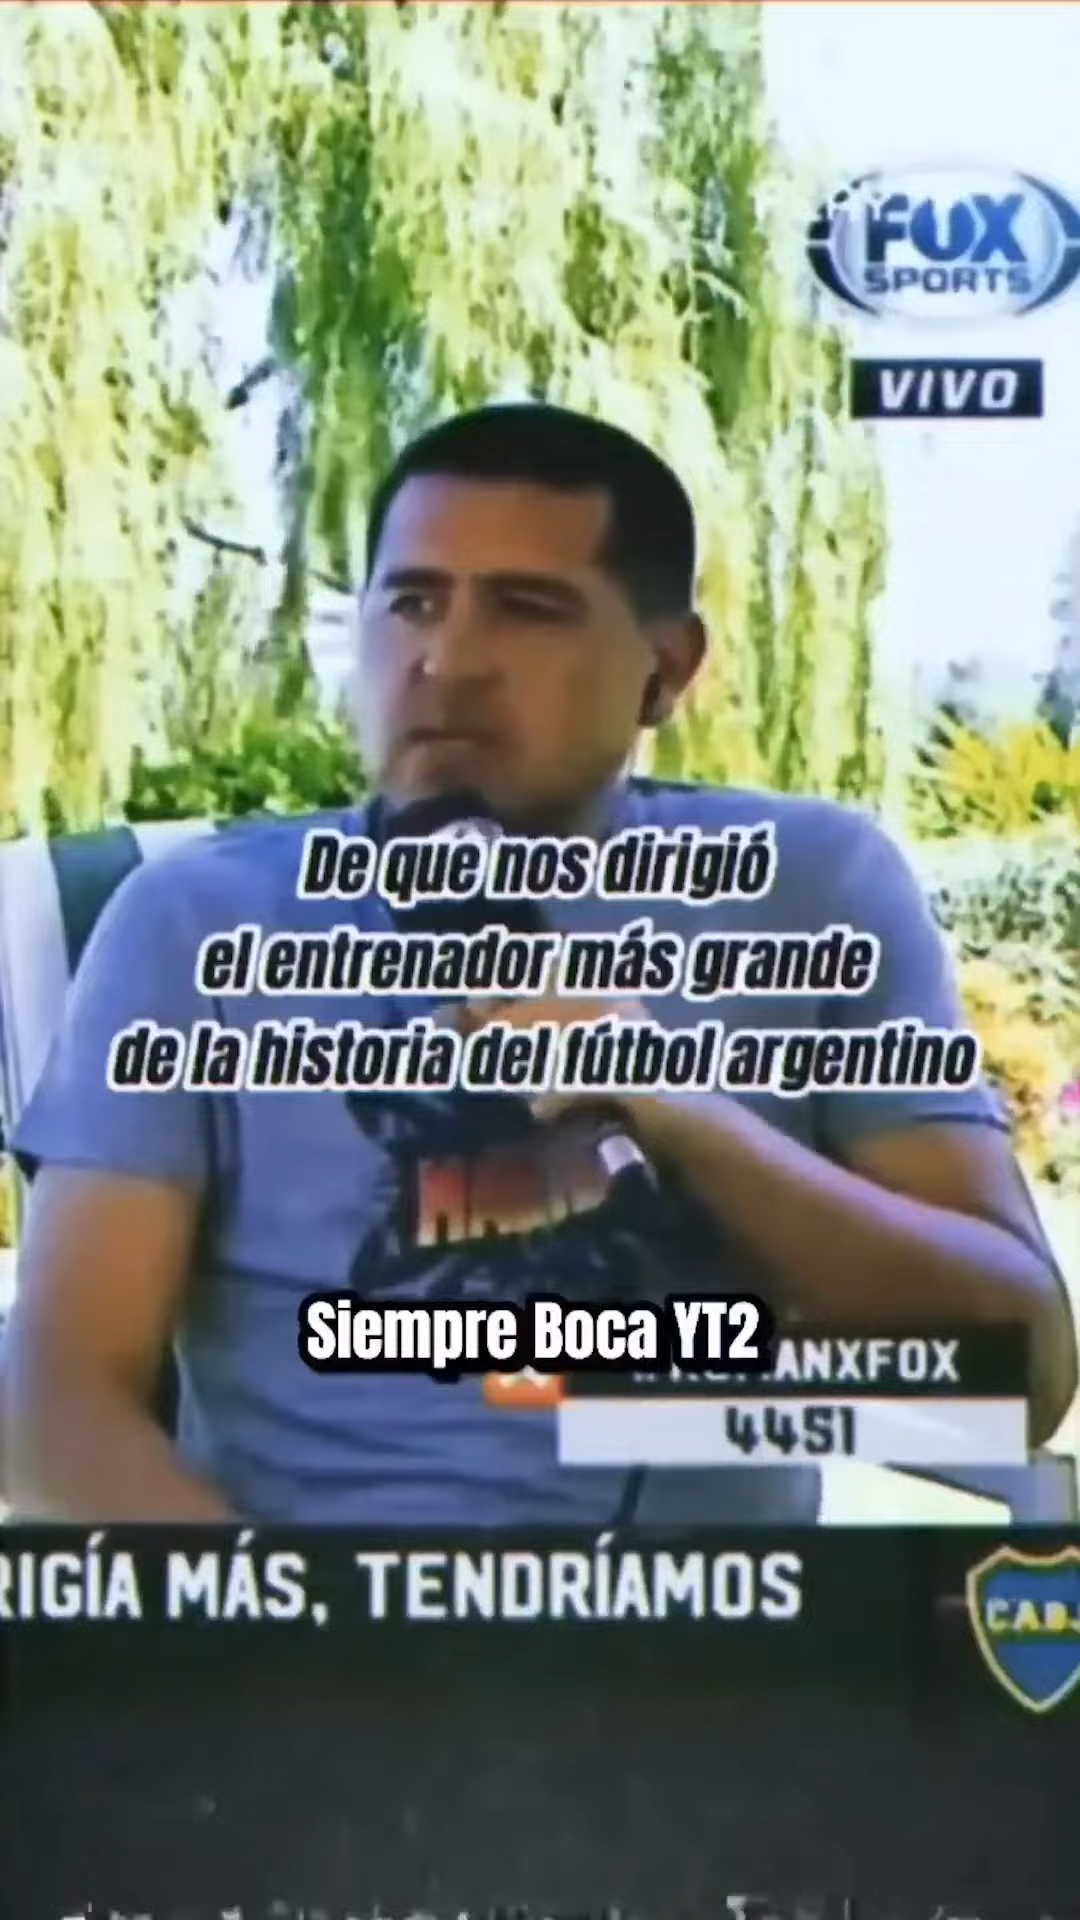 FOX
SPORTS
VIVO
De que nos dirigió
el entrenador más grande
de la historia del fútbol argentino
Siempre Boca YT2
ANXFOX
4451
RIGÍA MÁS, TENDRÍAMOS
C.A.B.J